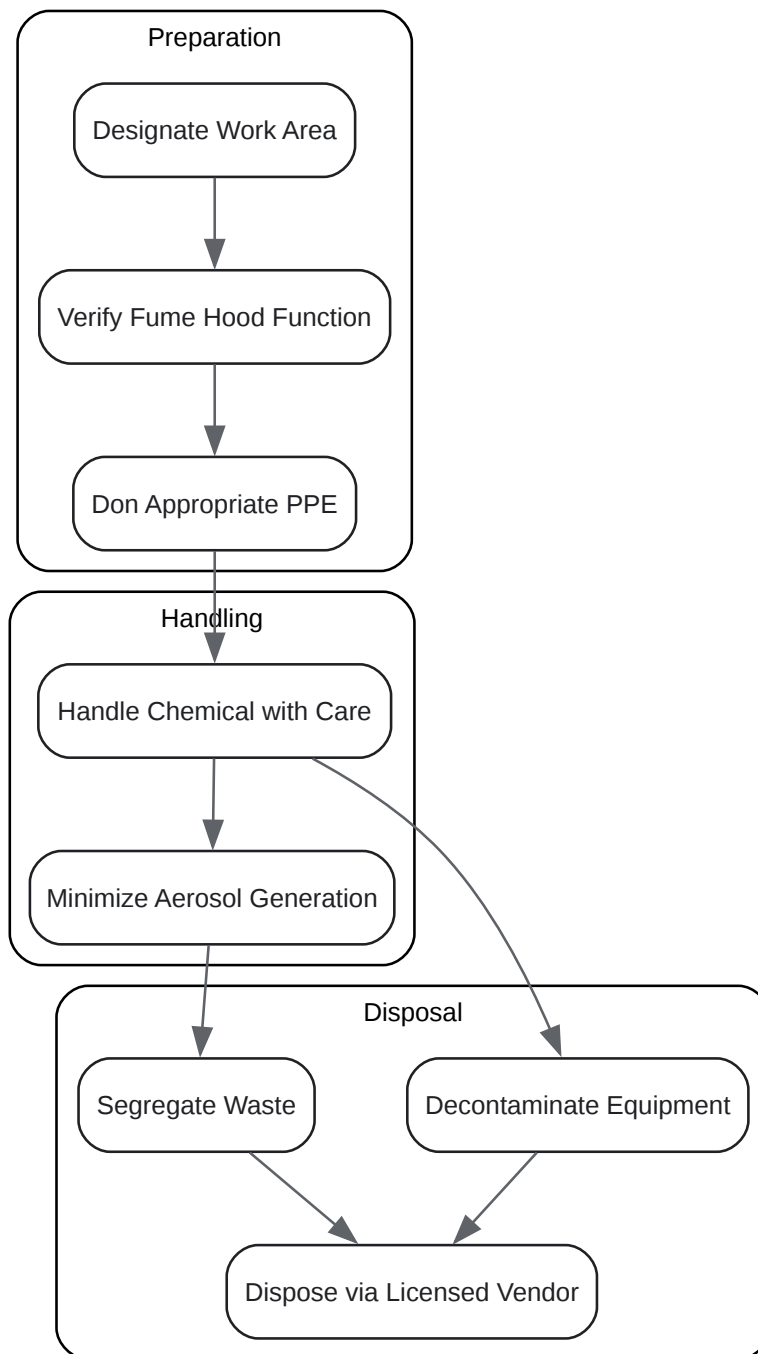 Preparation
Designate Work Area
Verify Fume Hood Function
Don Appropriate PPE
Handling
Handle Chemical with Care
Minimize Aerosol Generation
Disposal
Segregate Waste
Decontaminate Equipment
Dispose via Licensed Vendor